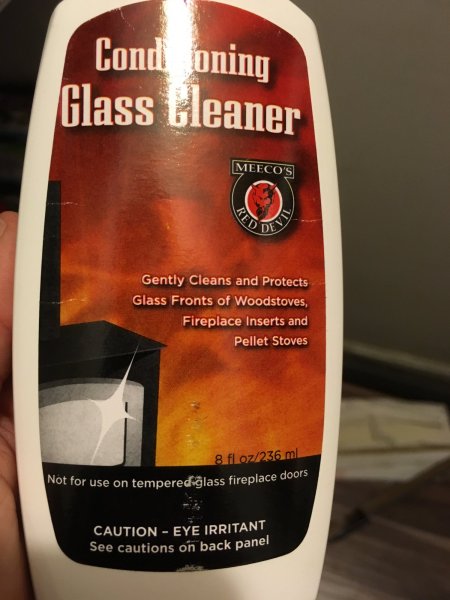 Conditioning
Glass Cleaner
MEECO'S
RED DEVIL
Gently Cleans and Protects
Glass Fronts of Woodstoves,
Fireplace Inserts and
Pellet Stoves
8 fl oz/236 ml
Not for use on tempered glass fireplace doors
CAUTION - EYE IRRITANT
See cautions on back panel